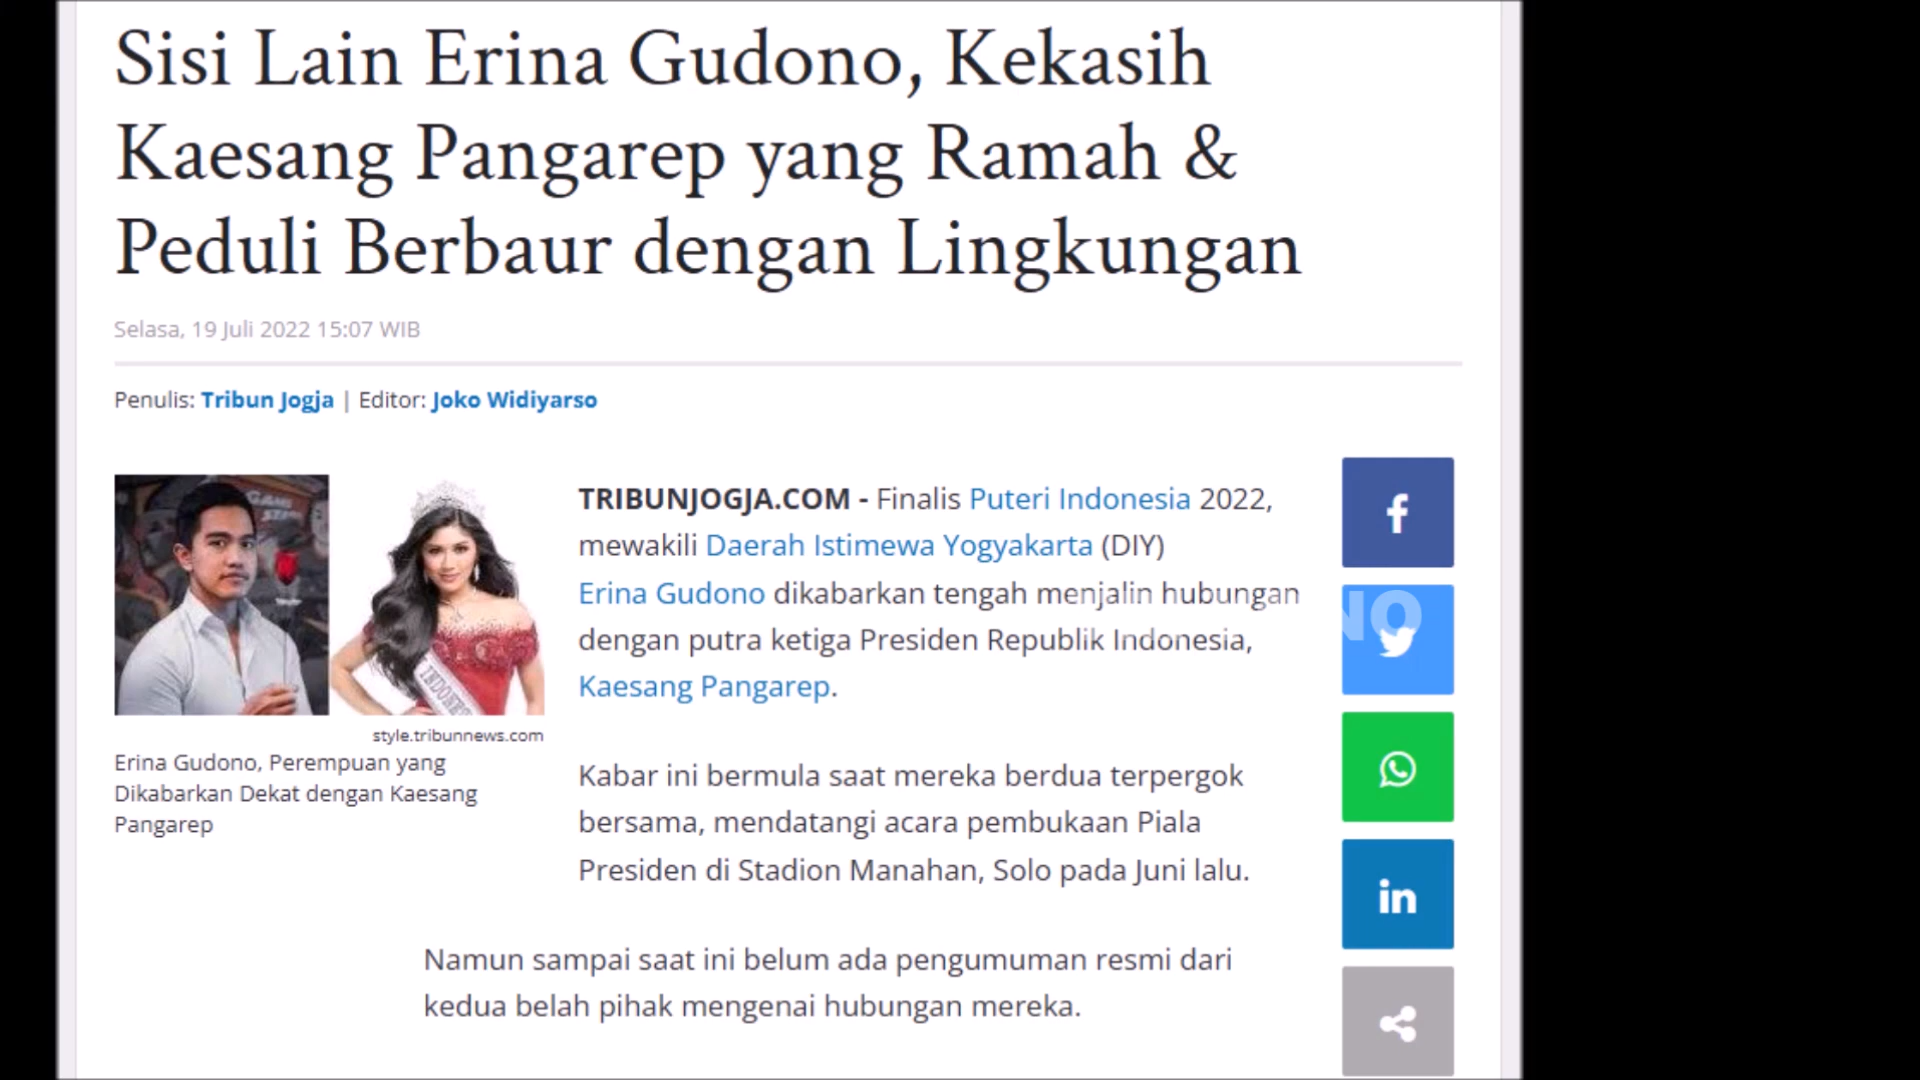 Sisi Lain Erina Gudono, Kekasih
Kaesang Pangarep yang Ramah &
Peduli Berbaur dengan Lingkungan
Selasa, 19 Juli 2022 15:07 WIB
Penulis: Tribun Jogja | Editor: Joko Widiyarso
TRIBUNJOGJA.COM - Finalis Puteri Indonesia 2022,
mewakili Daerah Istimewa Yogyakarta (DIY)
Erina Gudono dikabarkan tengah menjalin hubungan
dengan putra ketiga Presiden Republik Indonesia,
Kaesang Pangarep.
style.tribunnews.com
Erina Gudono, Perempuan yang
Dikabarkan Dekat dengan Kaesang
Pangarep
Kabar ini bermula saat mereka berdua terpergok
bersama, mendatangi acara pembukaan Piala
Presiden di Stadion Manahan, Solo pada Juni lalu.
Namun sampai saat ini belum ada pengumuman resmi dari
kedua belah pihak mengenai hubungan mereka.
f
in